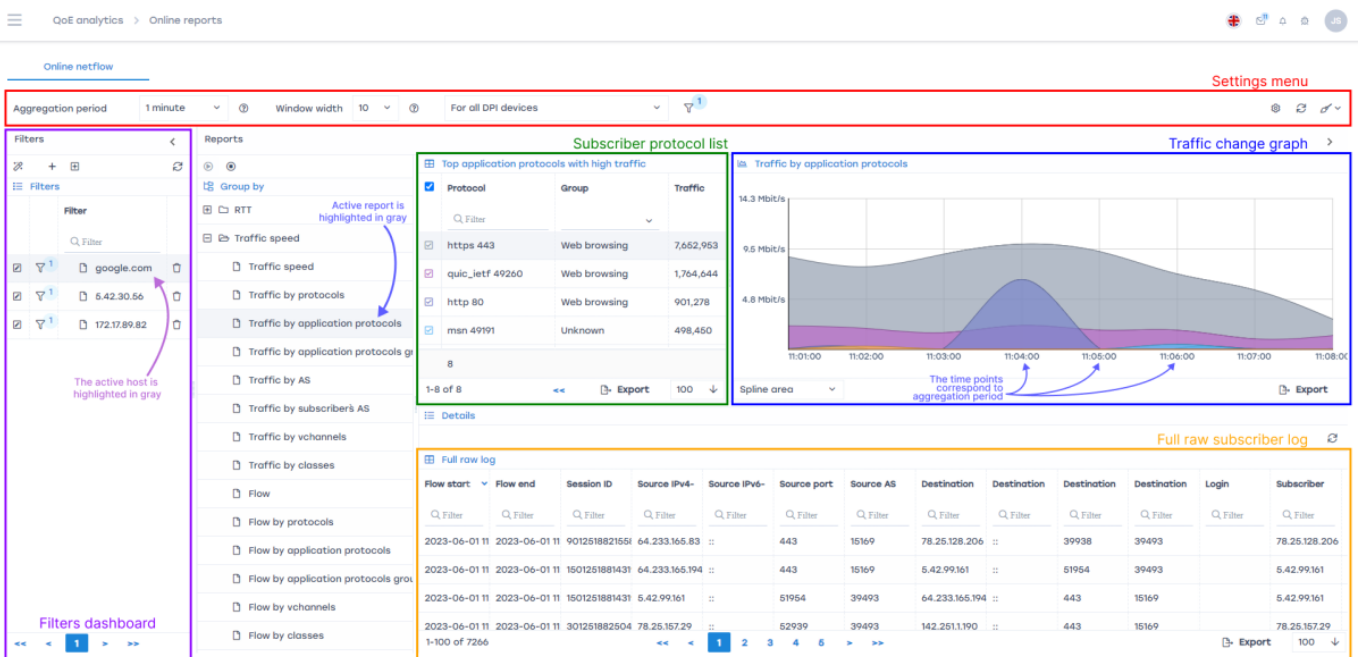 QoE analytics > Online reports
11
JS
Online netflow
Settings menu
Aggregation period 1 minute Window width 10 For all DPI devices 1
Filters
Reports
Subscriber protocol list
Traffic change graph
Filters
Filter
Filter
1 google.com
1 5.42.30.56
1 172.17.89.82
The active host is
highlighted in gray
Filters dashboard
<< < 1 > >>
Group by
RTT
Active report is
highlighted in gray
Traffic speed
Traffic speed
Traffic by protocols
Traffic by application protocols
Traffic by application protocols gr
Traffic by AS
Traffic by subscriber's AS
Traffic by vchannels
Traffic by classes
Flow
Flow by protocols
Flow by application protocols
Flow by application protocols grou
Flow by vchannels
Flow by classes
Top application protocols with high traffic
Protocol Group Traffic
Filter
https 443 Web browsing 7,652,953
quic_ietf 49260 Web browsing 1,764,644
http 80 Web browsing 901,278
msn 49191 Unknown 498,450
8
1-8 of 8 << Export 100
Traffic by application protocols
14.3 Mbit/s
9.5 Mbit/s
4.8 Mbit/s
11:01:00 11:02:00 11:03:00 11:04:00 11:05:00 11:06:00 11:07:00 11:08:00
The time points
correspond to
aggregation period
Spline area Export
Details
Full raw subscriber log
Full raw log
Flow start Flow end Session ID Source IPv4- Source IPv6- Source port Source AS Destination Destination Destination Destination Login Subscriber
Filter Filter Filter Filter Filter Filter Filter Filter Filter Filter Filter Filter Filter
2023-06-01 11 2023-06-01 11 9012518821558 64.233.165.83 :: 443 15169 78.25.128.206 :: 39938 39493 78.25.128.206
2023-06-01 11 2023-06-01 11 1501251881431 64.233.165.194 :: 443 15169 5.42.99.161 :: 51954 39493 5.42.99.161
2023-06-01 11 2023-06-01 11 1501251881431 5.42.99.161 :: 51954 39493 64.233.165.194 :: 443 15169 5.42.99.161
2023-06-01 11 2023-06-01 11 301251882504 78.25.157.29 :: 52939 39493 142.251.1.190 :: 443 15169 78.25.157.29
1-100 of 7266 << < 1 2 3 4 5 > >> Export 100